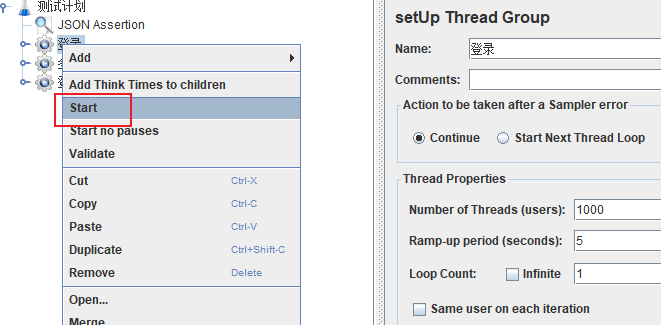 测试计划
JSON Assertion
登录
Add
Add Think Times to children
Start
Start no pauses
Validate
Cut Ctrl-X
Copy Ctrl-C
Paste Ctrl-V
Duplicate Ctrl+Shift-C
Remove Delete
Open...
Merge
setUp Thread Group
Name: 登录
Comments:
Action to be taken after a Sampler error
Continue Start Next Thread Loop
Thread Properties
Number of Threads (users): 1000
Ramp-up period (seconds): 5
Loop Count: Infinite 1
Same user on each iteration